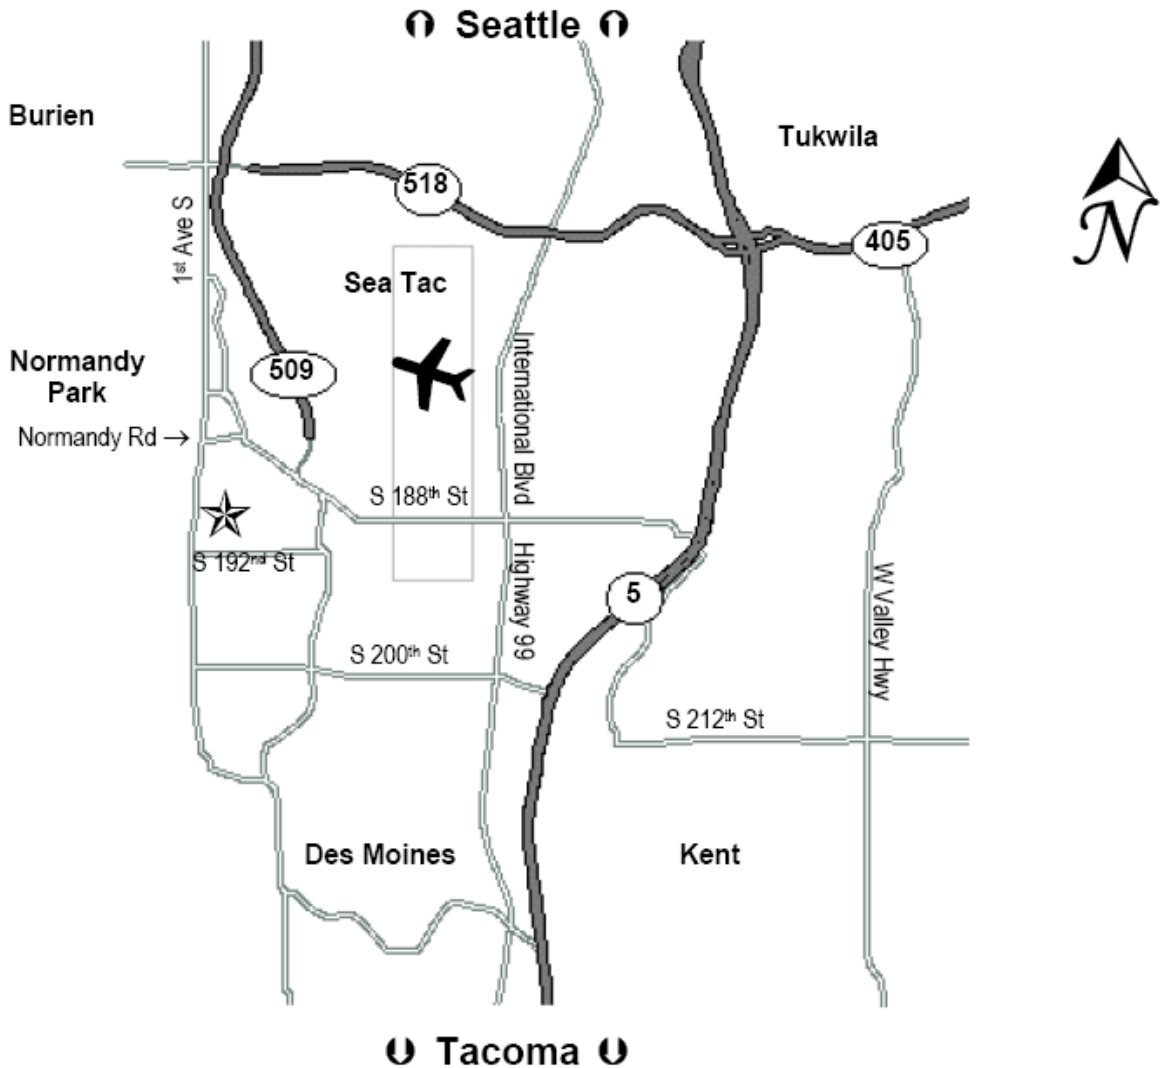 Seattle
Burien
Tukwila
518
1st Ave S
405
Sea Tac
International Blvd
Normandy
Park
509
Normandy Rd →
S 188th St
S 192nd St
Highway 99
5
W Valley Hwy
S 200th St
S 212th St
Des Moines
Kent
Tacoma
N